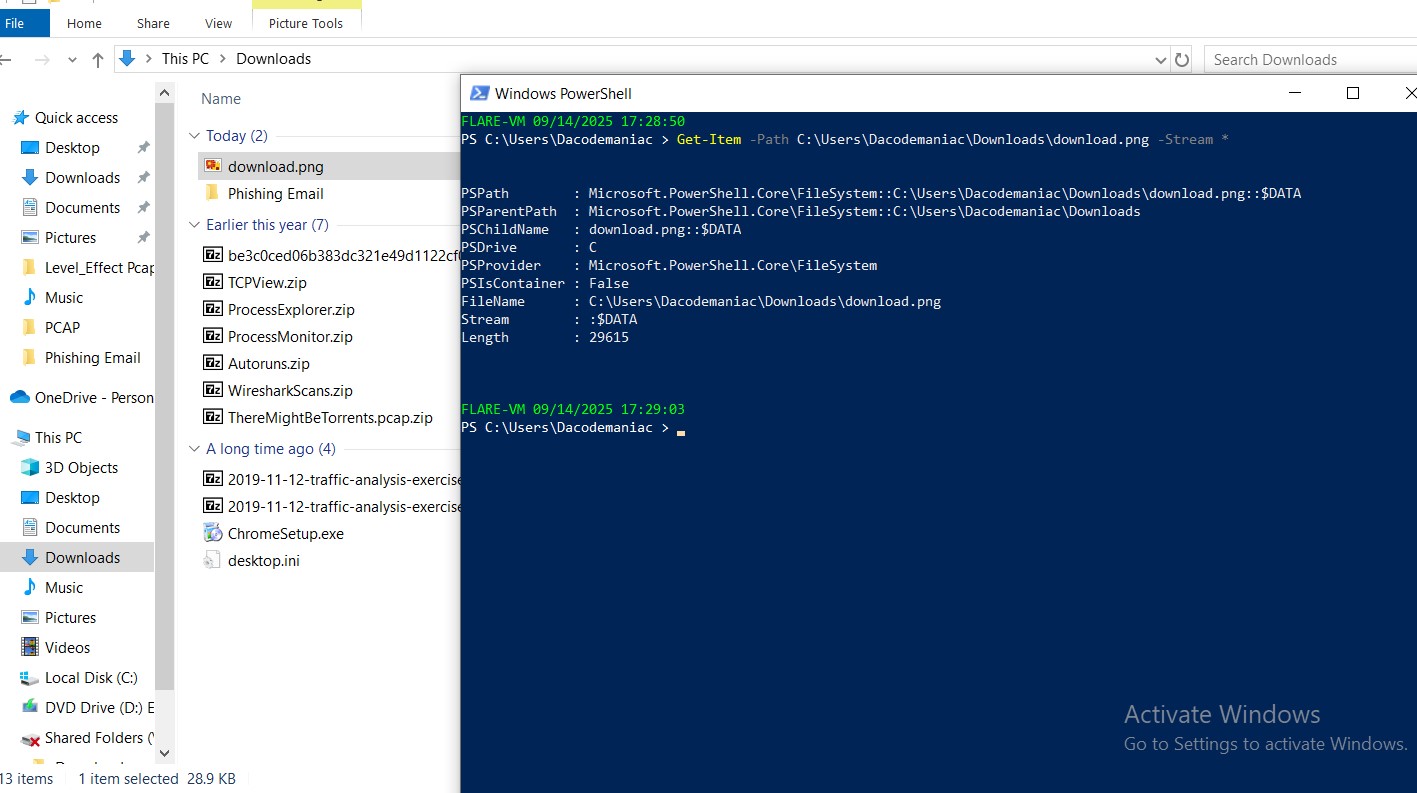 File Home Share View Picture Tools
This PC > Downloads
Search Downloads
Quick access
Desktop
Downloads
Documents
Pictures
Level_Effect Pcap
Music
PCAP
Phishing Email
OneDrive - Person
This PC
3D Objects
Desktop
Documents
Downloads
Music
Pictures
Videos
Local Disk (C:)
DVD Drive (D:) E
Shared Folders (
Name
Today (2)
download.png
Phishing Email
Earlier this year (7)
be3c0ced06b383dc321e49d1122cf
TCPView.zip
ProcessExplorer.zip
ProcessMonitor.zip
Autoruns.zip
WiresharkScans.zip
ThereMightBeTorrents.pcap.zip
A long time ago (4)
2019-11-12-traffic-analysis-exercise
2019-11-12-traffic-analysis-exercise
ChromeSetup.exe
desktop.ini
13 items 1 item selected 28.9 KB
Windows PowerShell
FLARE-VM 09/14/2025 17:28:50
PS C:\Users\Dacodemaniac > Get-Item -Path C:\Users\Dacodemaniac\Downloads\download.png -Stream *
PSPath : Microsoft.PowerShell.Core\FileSystem::C:\Users\Dacodemaniac\Downloads\download.png::$DATA
PSParentPath : Microsoft.PowerShell.Core\FileSystem::C:\Users\Dacodemaniac\Downloads
PSChildName : download.png::$DATA
PSDrive : C
PSProvider : Microsoft.PowerShell.Core\FileSystem
PSIsContainer : False
FileName : C:\Users\Dacodemaniac\Downloads\download.png
Stream : :$DATA
Length : 29615
FLARE-VM 09/14/2025 17:29:03
PS C:\Users\Dacodemaniac >
Activate Windows
Go to Settings to activate Windows.